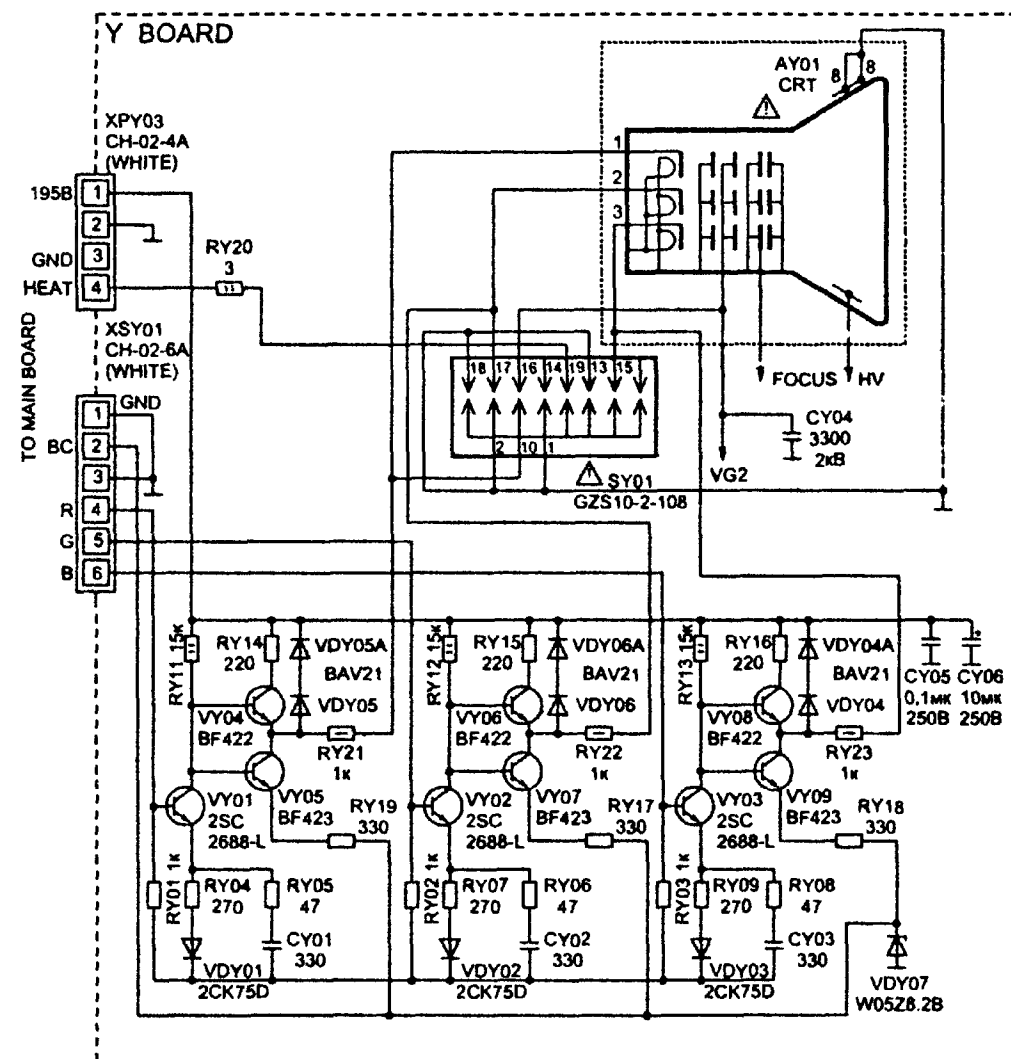 Y BOARD
AY01
CRT
8
8
XPY03
CH-02-4A
(WHITE)
1
2
3
195В
1
2
GND
3
HEAT
4
RY20
3
TO MAIN BOARD
XSY01
CH-02-6A
(WHITE)
GND
1
BC
2
3
R
4
G
5
B
6
18
17
16
14
19
13
15
2
10
1
SY01
GZS10-2-108
FOCUS
HV
VG2
CY04
3300
2кВ
RY11 15к
RY14
220
VDY05A
BAV21
VDY05
VY04
BF422
RY21
1к
VY01
2SC
2688-L
VY05
BF423
RY19
330
RY01 1к
RY04
270
RY05
47
CY01
330
VDY01
2CK75D
RY12 15к
RY15
220
VDY06A
BAV21
VDY06
VY06
BF422
RY22
1к
VY02
2SC
2688-L
VY07
BF423
RY17
330
RY02 1к
RY07
270
RY06
47
CY02
330
VDY02
2CK75D
RY13 15к
RY16
220
VDY04A
BAV21
VDY04
VY08
BF422
RY23
1к
VY03
2SC
2688-L
VY09
BF423
RY18
330
RY03 1к
RY09
270
RY08
47
CY03
330
VDY03
2CK75D
CY05
0,1мк
250В
CY06
10мк
250В
+
VDY07
W05Z8.2B